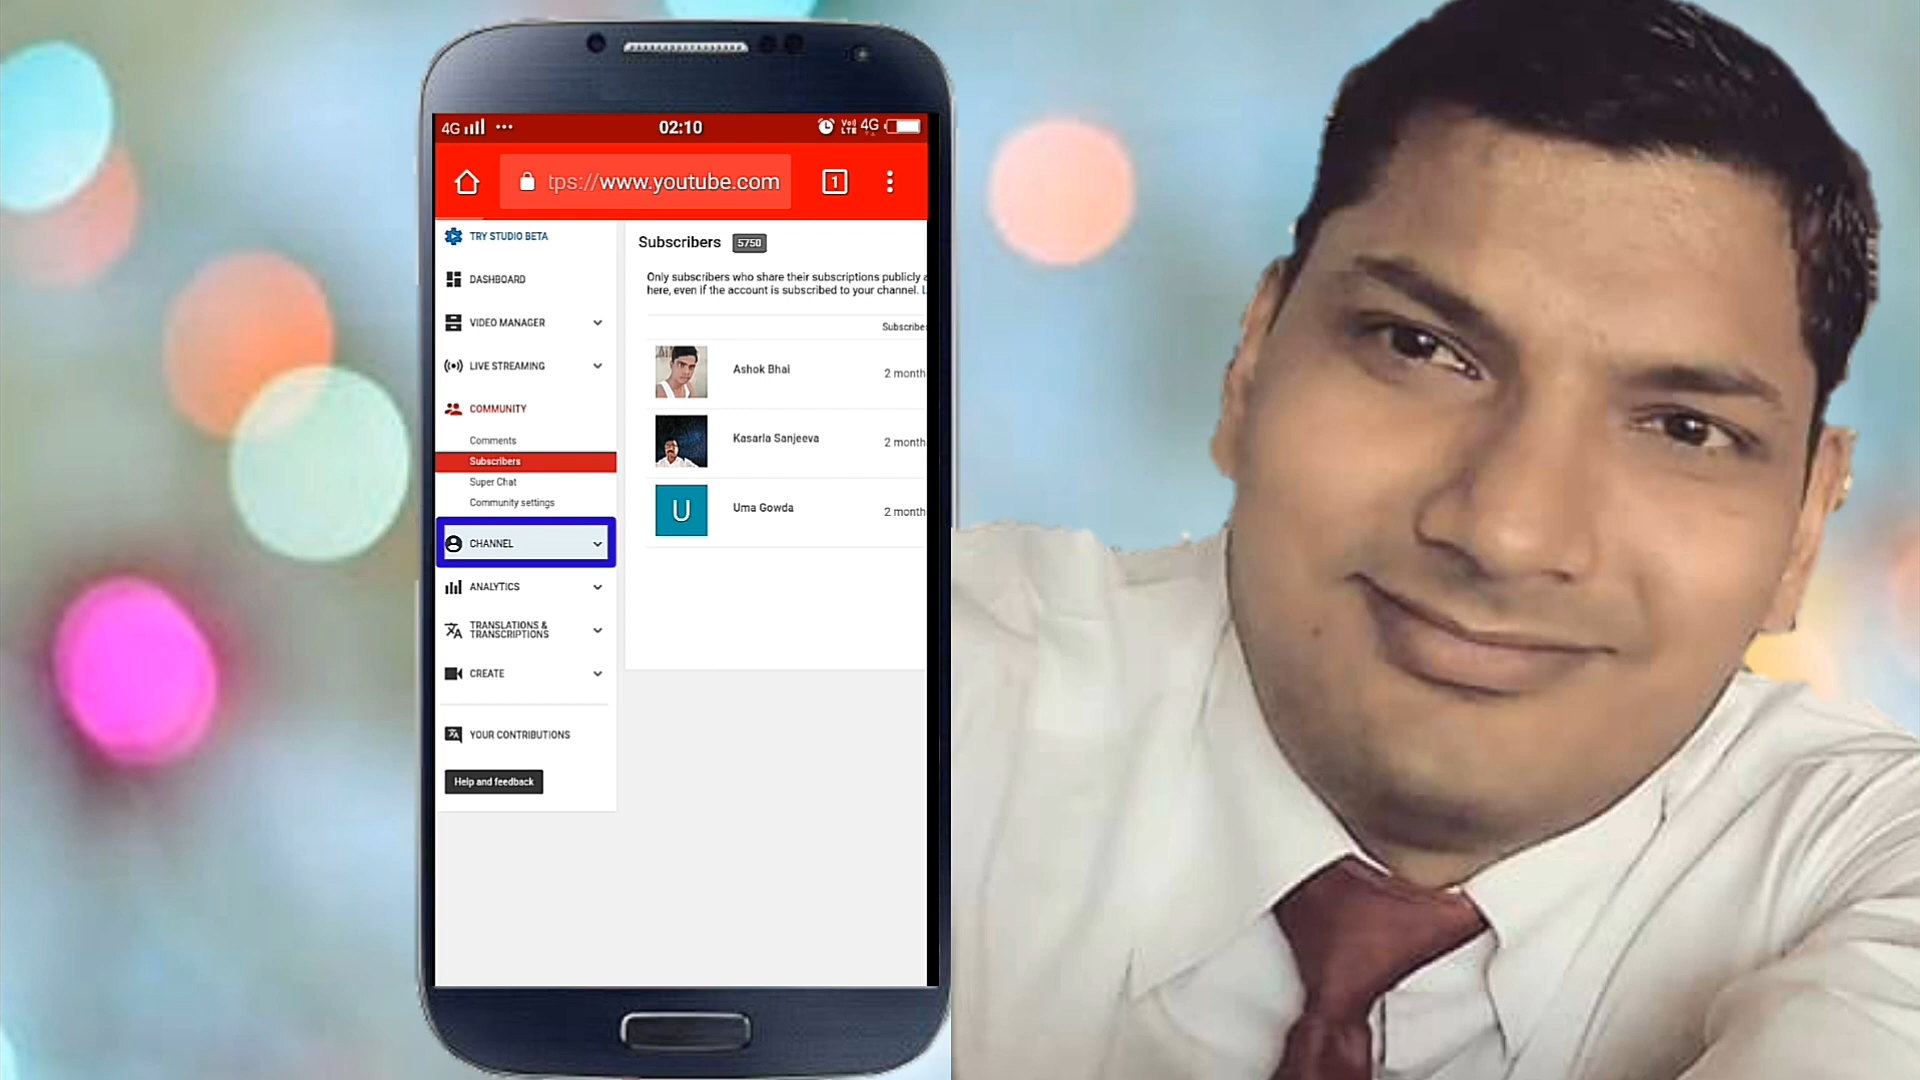 4G 02:10 VoLTE 4G
tps://www.youtube.com 1
TRY STUDIO BETA
DASHBOARD
VIDEO MANAGER
LIVE STREAMING
COMMUNITY
Comments
Subscribers
Super Chat
Community settings
CHANNEL
ANALYTICS
TRANSLATIONS &
TRANSCRIPTIONS
CREATE
YOUR CONTRIBUTIONS
Help and feedback
Subscribers 5750
Only subscribers who share their subscriptions publicly
here, even if the account is subscribed to your channel.
Subscribe
Ashok Bhai 2 month
Kasarla Sanjeeva 2 month
U Uma Gowda 2 month